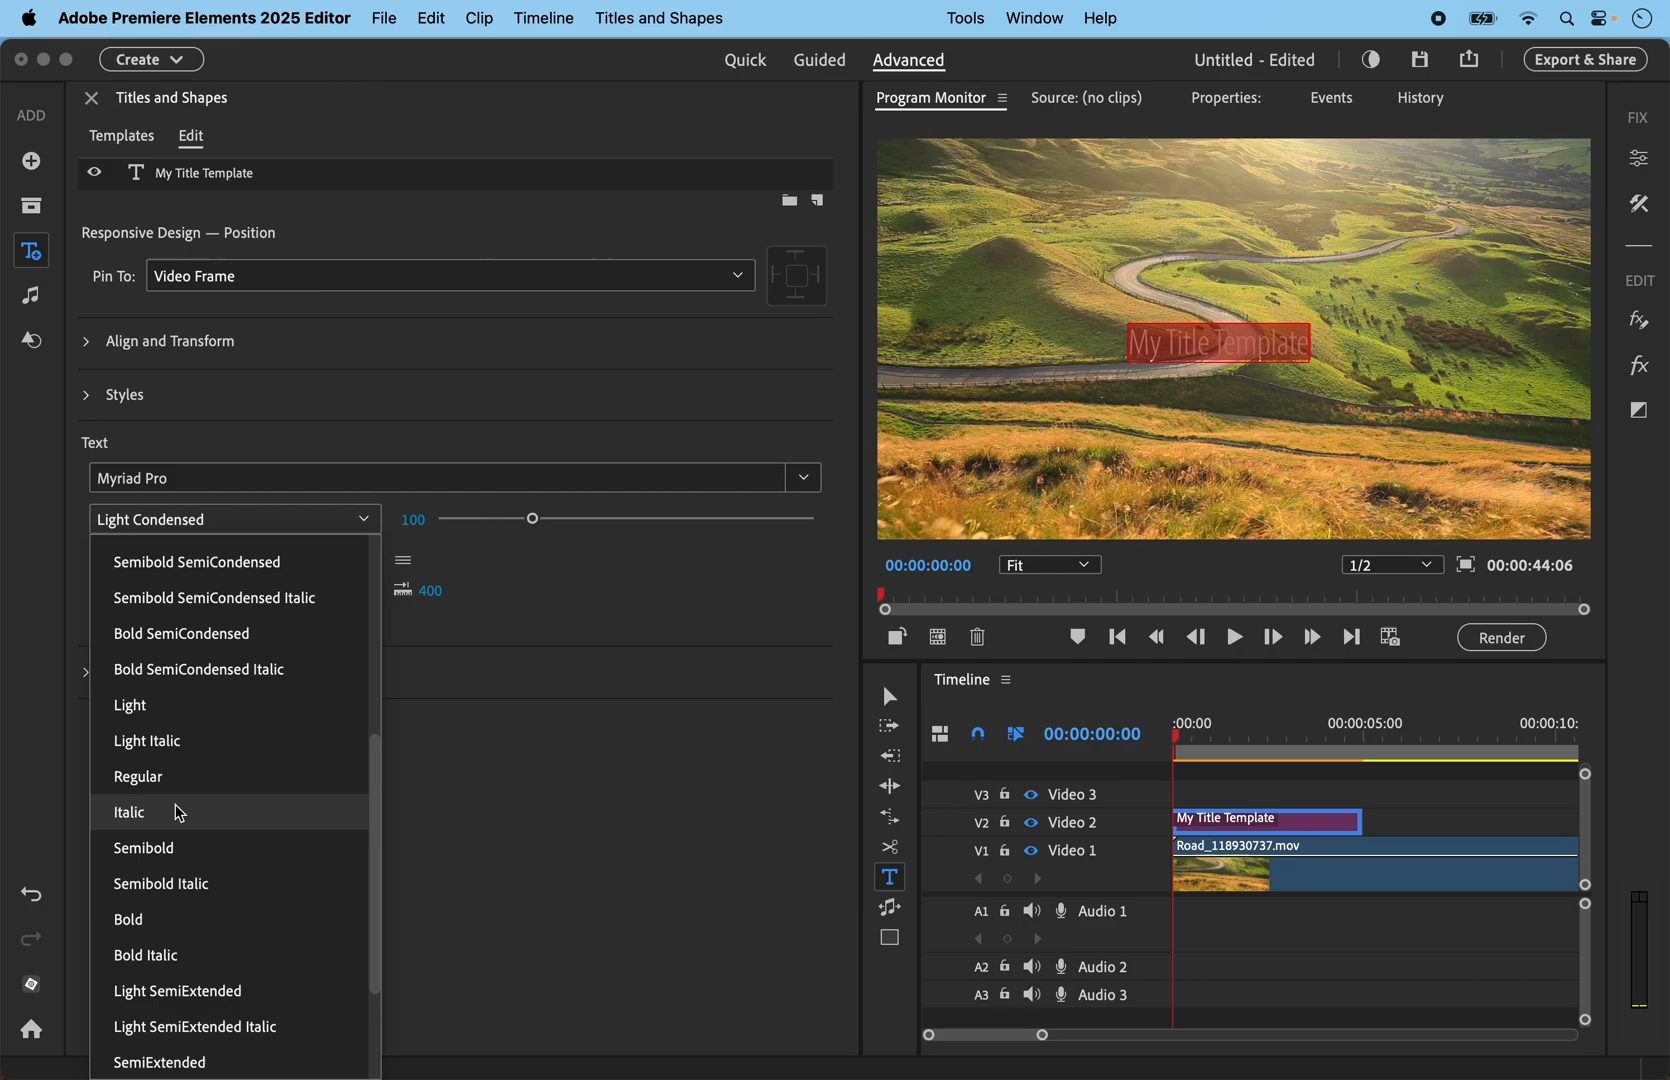 Adobe Premiere Elements 2025 Editor File Edit Clip Timeline Titles and Shapes Tools Window Help
Create Quick Guided Advanced Untitled - Edited Export & Share
ADD
Titles and Shapes
Templates Edit
My Title Template
Responsive Design — Position
Pin To: Video Frame
Align and Transform
Styles
Text
Myriad Pro
Light Condensed 100
400
Semibold SemiCondensed
Semibold SemiCondensed Italic
Bold SemiCondensed
Bold SemiCondensed Italic
Light
Light Italic
Regular
Italic
Semibold
Semibold Italic
Bold
Bold Italic
Light SemiExtended
Light SemiExtended Italic
SemiExtended
Program Monitor Source: (no clips) Properties: Events History
My Title Template
00:00:00:00 Fit 1/2 00:00:44:06
Render
Timeline
00:00:00:00 :00:00 00:00:05:00 00:00:10:
V3 Video 3
V2 Video 2 My Title Template
V1 Video 1 Road_118930737.mov
A1 Audio 1
A2 Audio 2
A3 Audio 3
FIX
EDIT